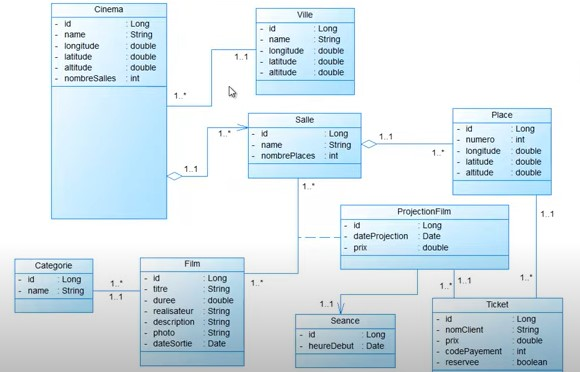 Cinema
- id : Long
- name : String
- longitude : double
- latitude : double
- altitude : double
- nombreSalles : int
Ville
- id : Long
- name : String
- longitude : double
- latitude : double
- altitude : double
1..1
1..*
Salle
- id : Long
- name : String
- nombrePlaces : int
1..*
1..1
1..1
1..*
Place
- id : Long
- numero : int
- longitude : double
- latitude : double
- altitude : double
1..*
1..1
ProjectionFilm
- id : Long
- dateProjection : Date
- prix : double
Categorie
- id : Long
- name : String
1..*
1..1
Film
- id : Long
- titre : String
- duree : double
- realisateur : String
- description : String
- photo : String
- dateSortie : Date
1..*
1..1
Seance
- id : Long
- heureDebut : Date
1..*
1..1
1..*
Ticket
- id : Long
- nomClient : String
- prix : double
- codePayement : int
- reservee : boolean